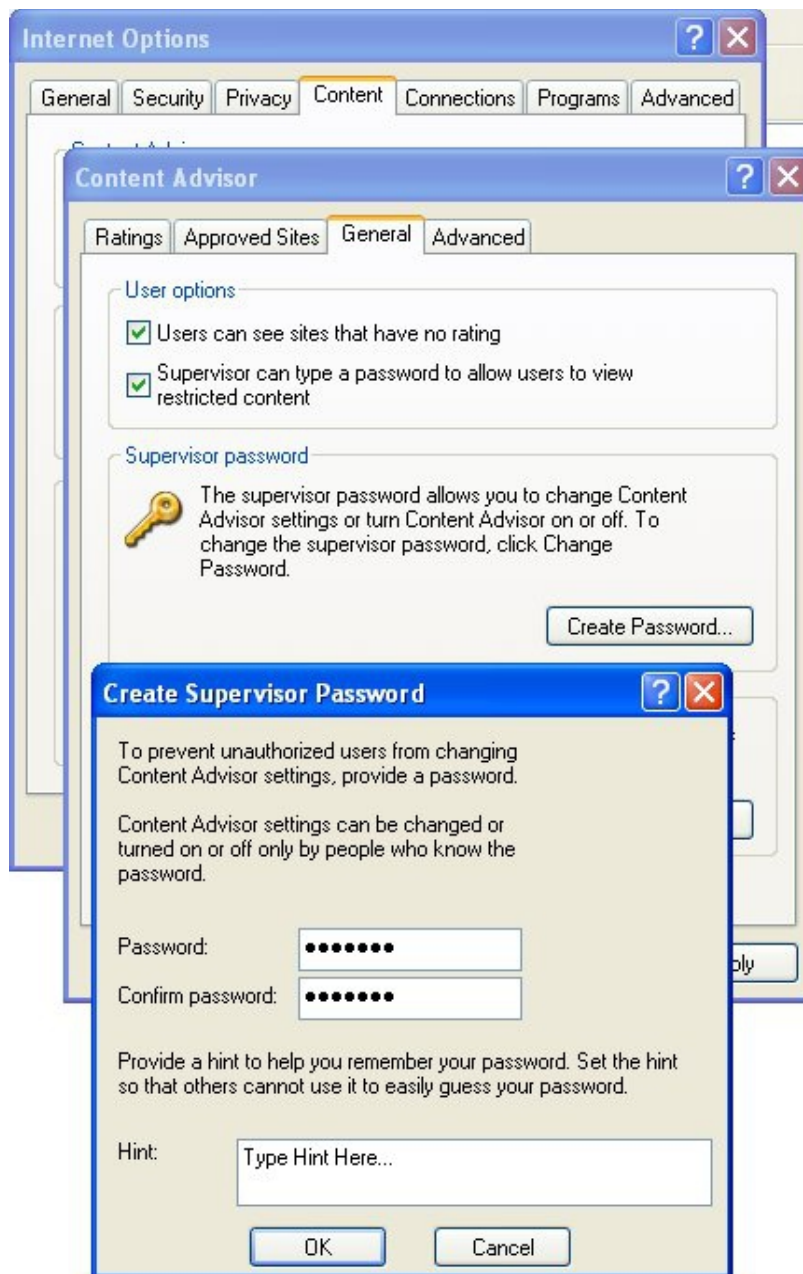 Internet Options
General Security Privacy Content Connections Programs Advanced
Content Advisor
Ratings Approved Sites General Advanced
User options
Users can see sites that have no rating
Supervisor can type a password to allow users to view
restricted content
Supervisor password
The supervisor password allows you to change Content
Advisor settings or turn Content Advisor on or off. To
change the supervisor password, click Change
Password.
Create Password...
Create Supervisor Password
To prevent unauthorized users from changing
Content Advisor settings, provide a password.
Content Advisor settings can be changed or
turned on or off only by people who know the
password.
Password: •••••••
Confirm password: •••••••
Provide a hint to help you remember your password. Set the hint
so that others cannot use it to easily guess your password.
Hint: Type Hint Here...
OK Cancel